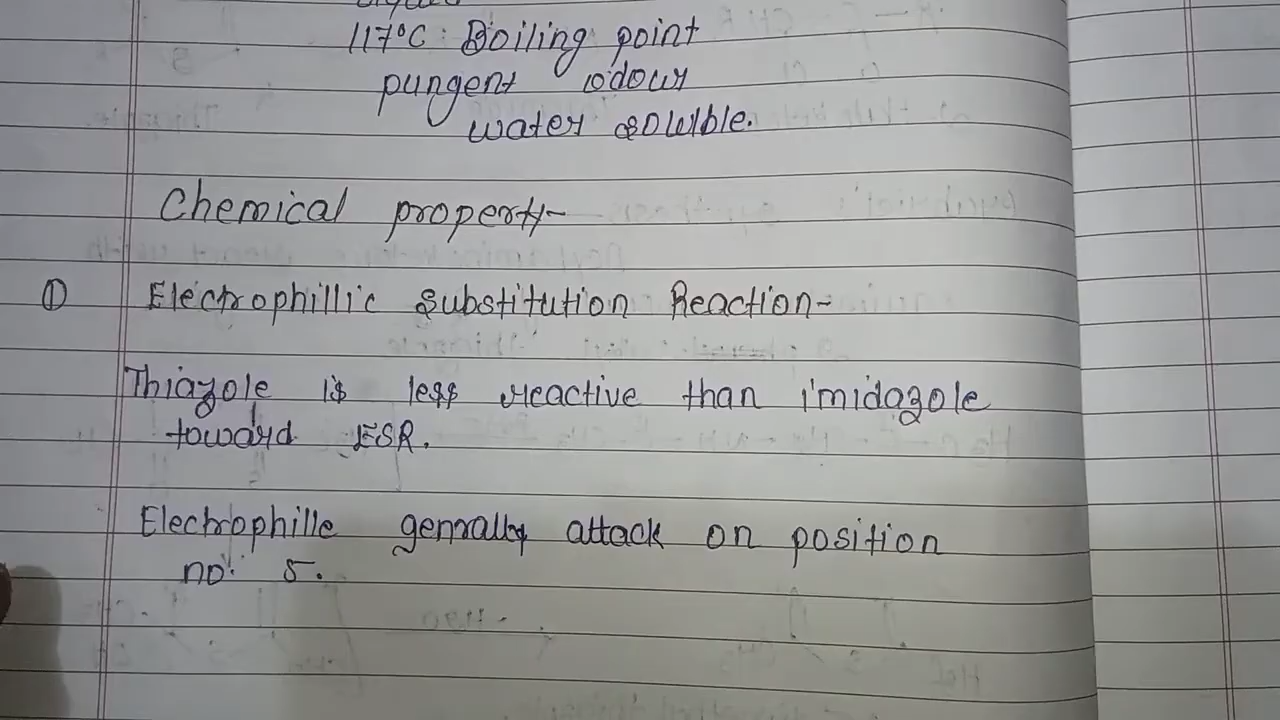 117°C : Boiling point
pungent odour
water soluble.
Chemical property-
① Electrophillic substitution Reaction-
Thiazole is less reactive than imidazole
toward ESR.
Electrophille genrally attack on position
no. 5.